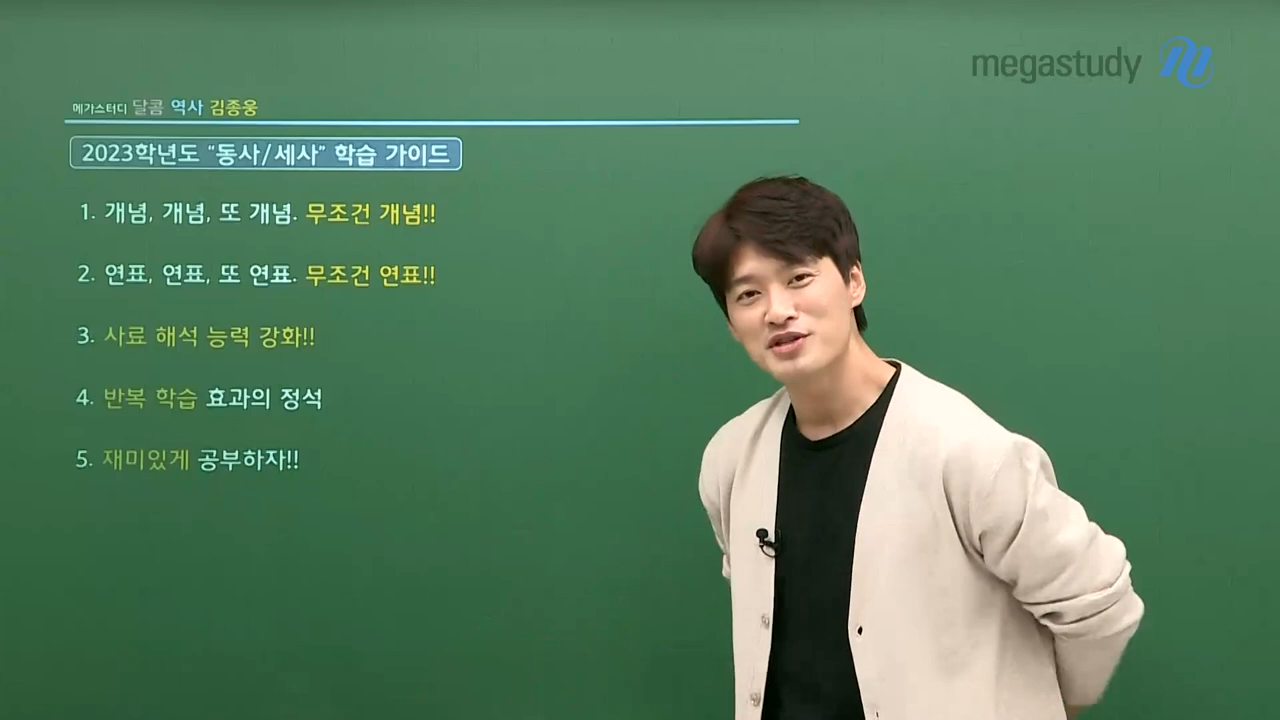 megastudy
메가스터디 달콤 역사 김종웅
2023학년도 "동사/세사" 학습 가이드
1. 개념, 개념, 또 개념. 무조건 개념!!
2. 연표, 연표, 또 연표. 무조건 연표!!
3. 사료 해석 능력 강화!!
4. 반복 학습 효과의 정석
5. 재미있게 공부하자!!